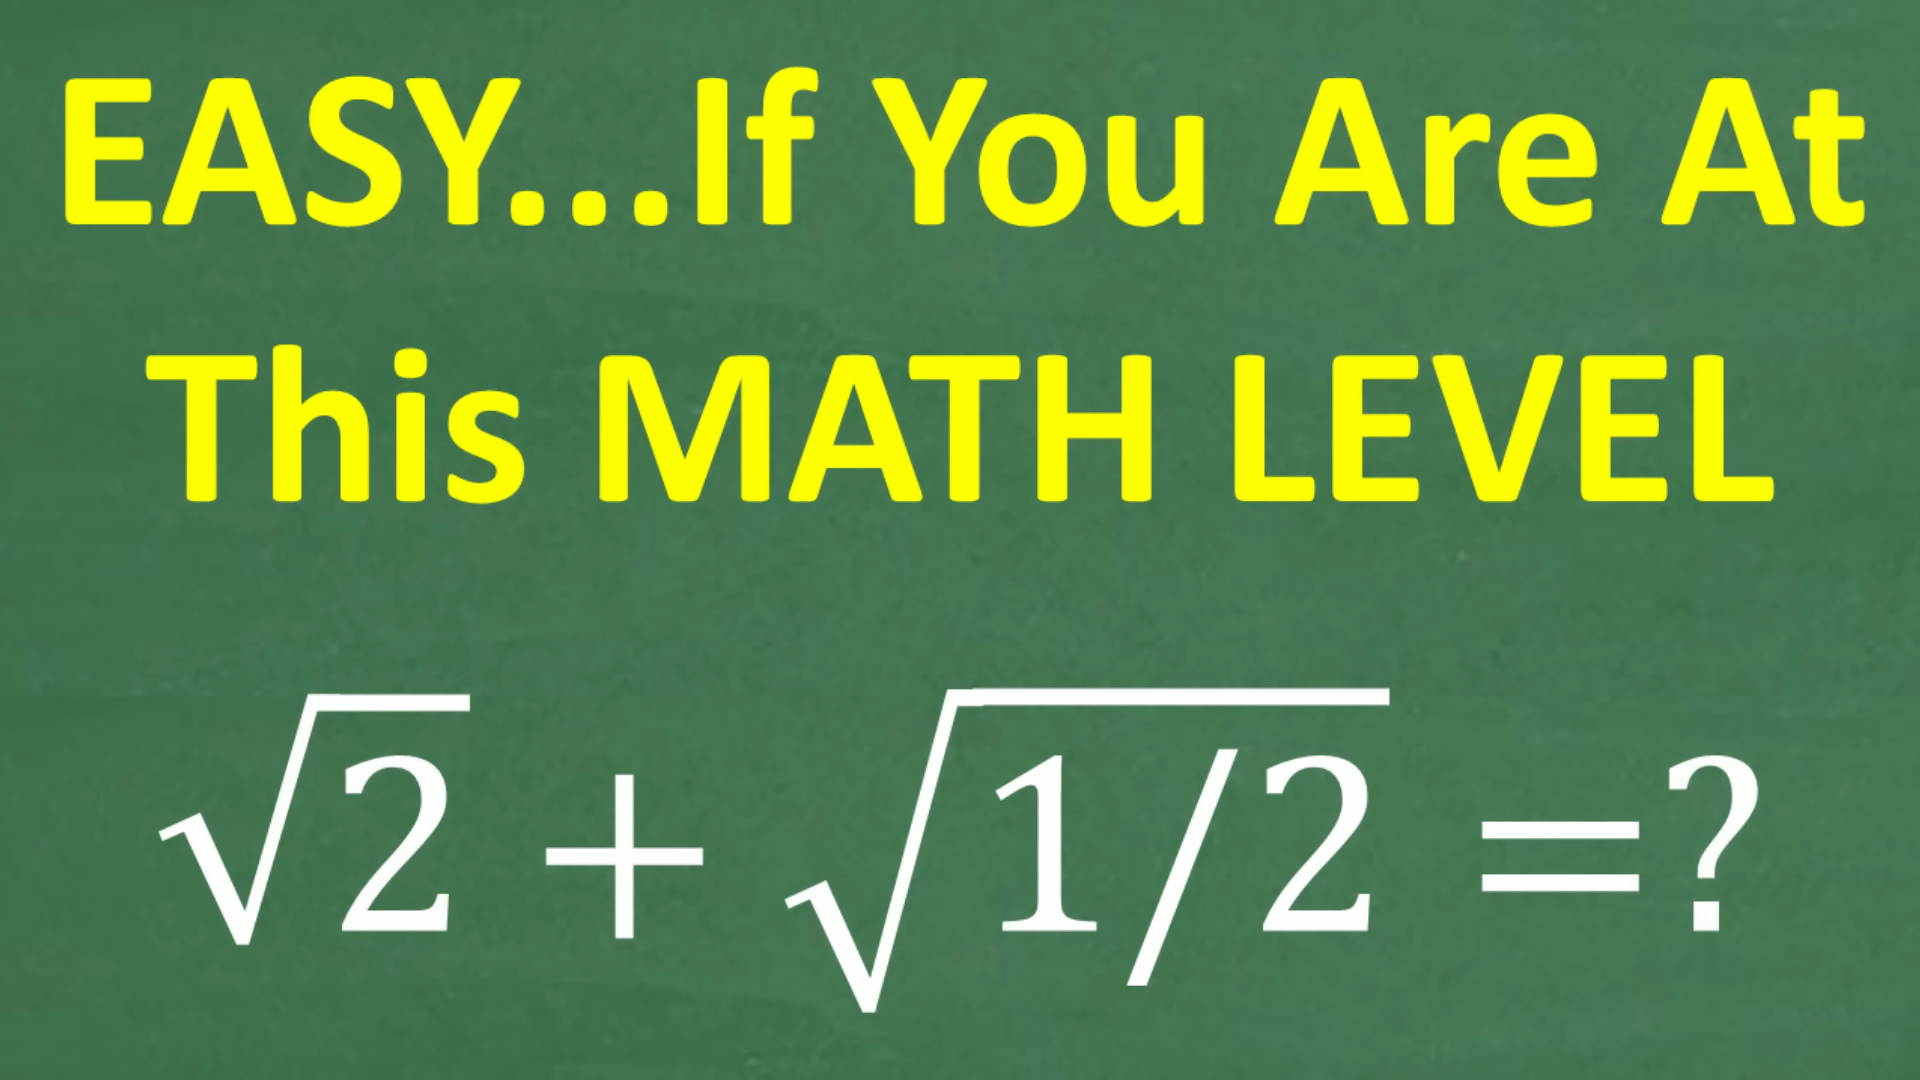 EASY...If You Are At
This MATH LEVEL
√2 + √1/2 =?